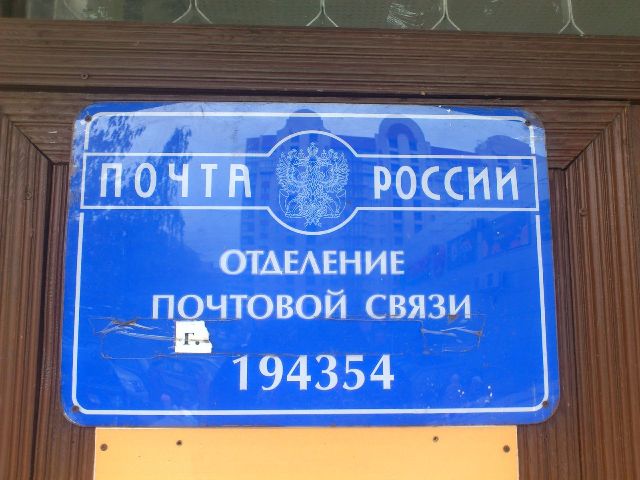 ПОЧТА РОССИИ
ОТДЕЛЕНИЕ
ПОЧТОВОЙ СВЯЗИ
г.
194354